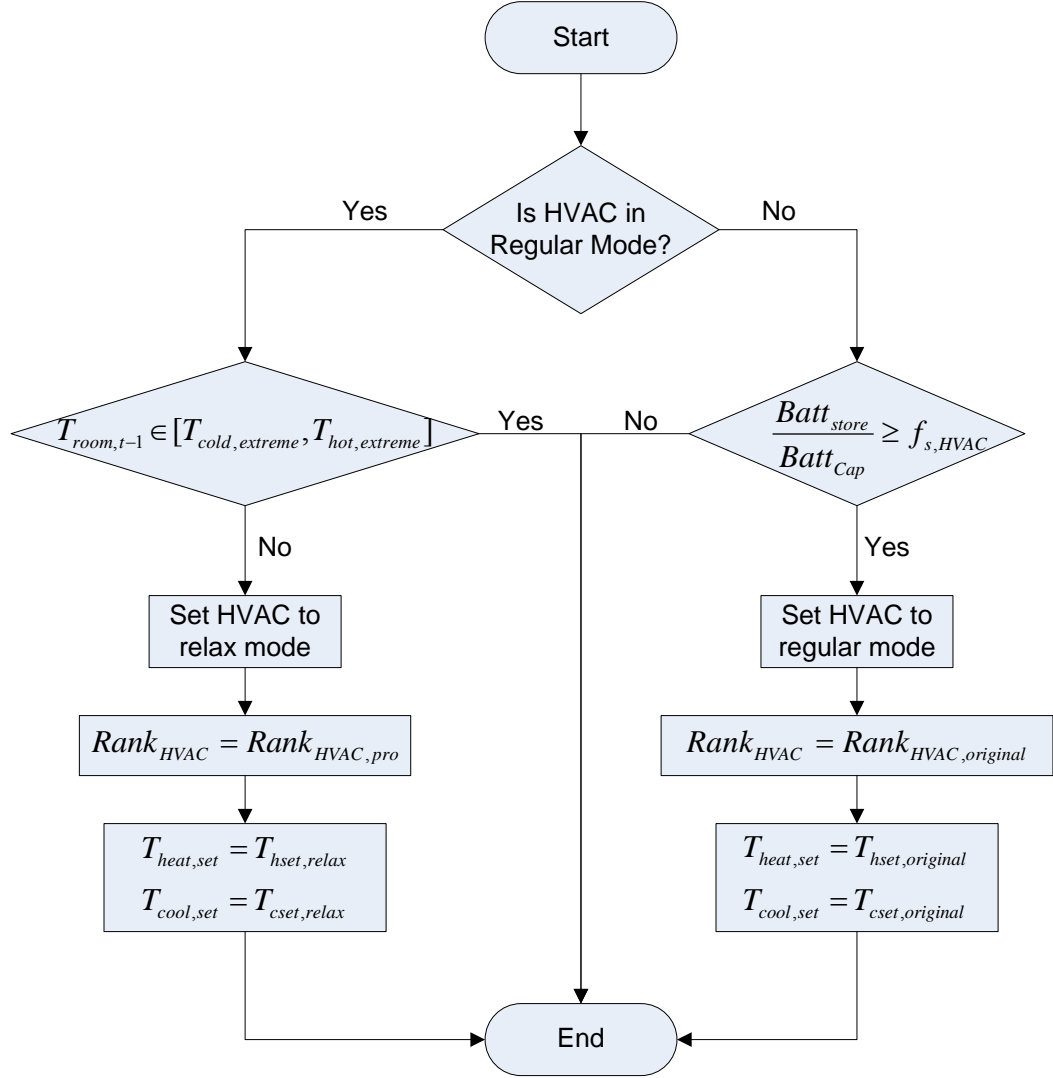 Start
Is HVAC in
Regular Mode?
Yes
No
T_{room,t-1} ∈ [T_{cold,extreme}, T_{hot,extreme}]
Yes
No
Batt_{store}
Batt_{Cap}
≥ f_{s,HVAC}
No
Yes
Set HVAC to
relax mode
Set HVAC to
regular mode
Rank_{HVAC} = Rank_{HVAC,pro}
Rank_{HVAC} = Rank_{HVAC,original}
T_{heat,set} = T_{hset,relax}
T_{cool,set} = T_{cset,relax}
T_{heat,set} = T_{hset,original}
T_{cool,set} = T_{cset,original}
End